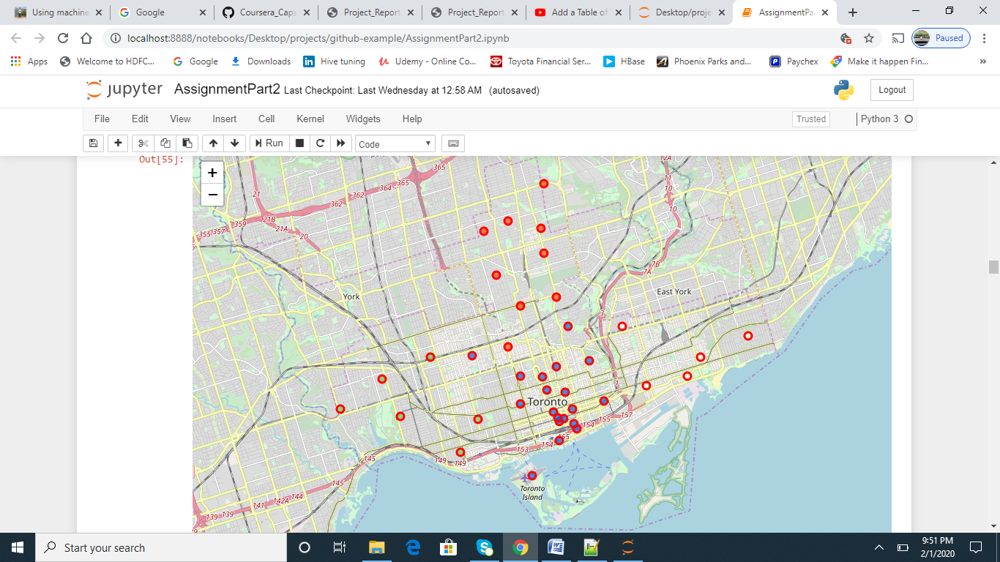 Using machine
Google
Coursera_Caps
Project_Report
Project_Report
Add a Table of
Desktop/proje
AssignmentPar
localhost:8888/notebooks/Desktop/projects/github-example/AssignmentPart2.ipynb
Paused
Apps
Welcome to HDFC...
Google
Downloads
Hive tuning
Udemy - Online Co...
Toyota Financial Ser...
HBase
Phoenix Parks and...
Paychex
Make it happen Fin...
»
jupyter AssignmentPart2 Last Checkpoint: Last Wednesday at 12:58 AM (autosaved)
Logout
File Edit View Insert Cell Kernel Widgets Help
Trusted
Python 3
Run
Code
Out[55]:
+
−
365
12A
11
10
365
364
362
362
21
10
21B
359
21A
20
355 357
7B
7A
York
East York
3
1
Toronto
157
155
154
155
154
153
149
149
145
145
144
142A
141
139
139
Toronto
Island
Start your search
9:51 PM
2/1/2020